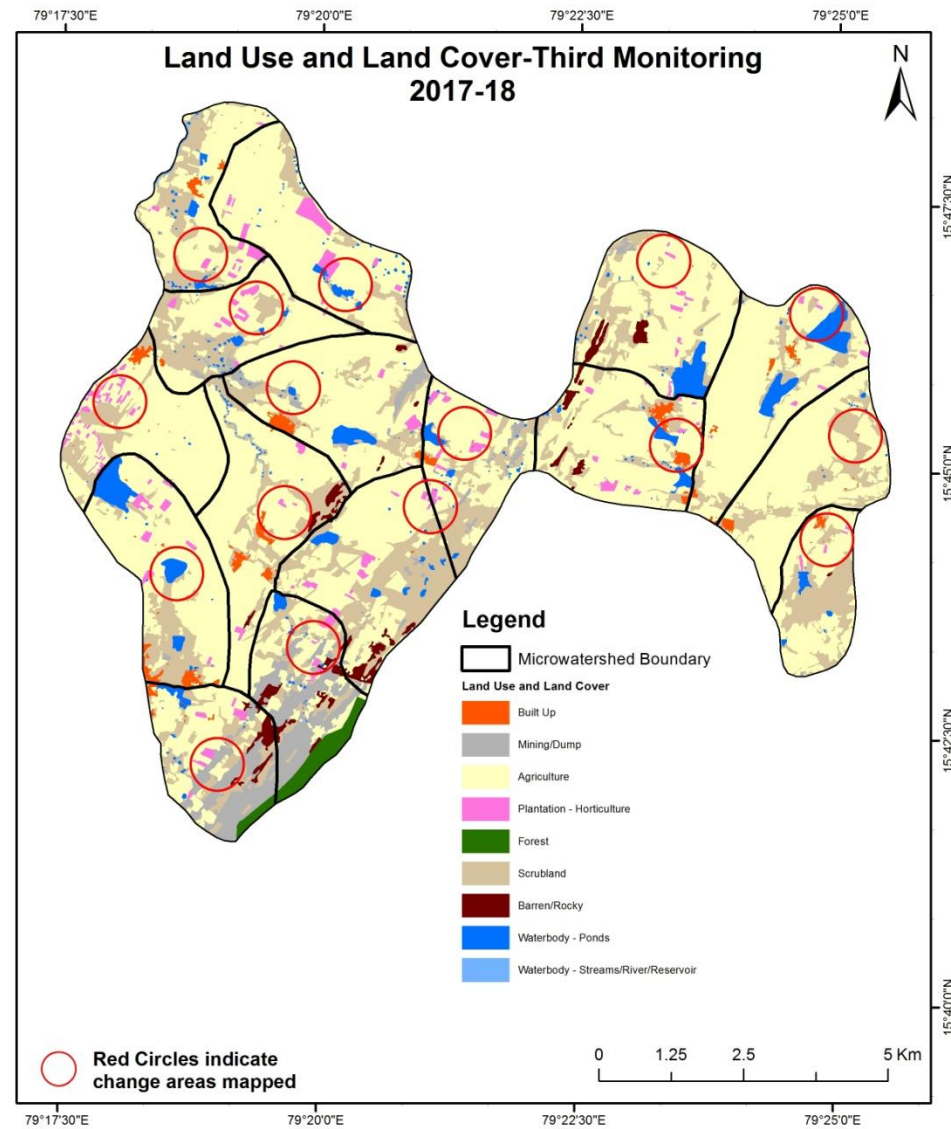 79°17'30"E
79°20'0"E
79°22'30"E
79°25'0"E
Land Use and Land Cover-Third Monitoring
2017-18
N
15°47'30"N
15°45'0"N
15°42'30"N
15°40'0"N
Legend
Microwatershed Boundary
Land Use and Land Cover
Built Up
Mining/Dump
Agriculture
Plantation - Horticulture
Forest
Scrubland
Barren/Rocky
Waterbody - Ponds
Waterbody - Streams/River/Reservoir
Red Circles indicate
change areas mapped
0 1.25 2.5 5 Km
79°17'30"E
79°20'0"E
79°22'30"E
79°25'0"E